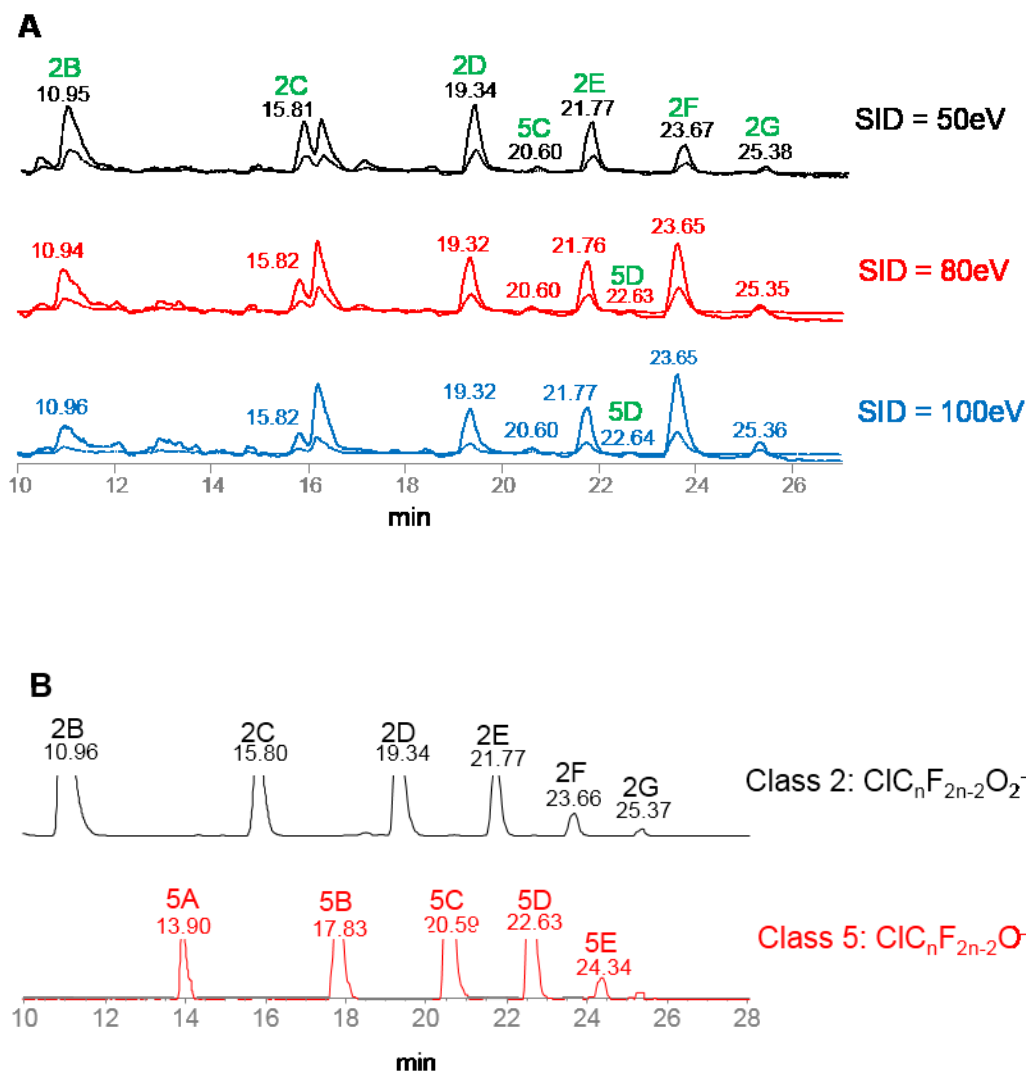 A
2B
10.95
2C
15.81
2D
19.34
5C
20.60
2E
21.77
2F
23.67
2G
25.38
SID = 50eV
10.94
15.82
19.32
20.60
21.76
5D
22.63
23.65
25.35
SID = 80eV
10.96
15.82
19.32
20.60
21.77
5D
22.64
23.65
25.36
SID = 100eV
10 12 14 16 18 20 22 24 26
min
B
2B
10.96
2C
15.80
2D
19.34
2E
21.77
2F
23.66
2G
25.37
Class 2: ClCnF2n-2O2-
5A
13.90
5B
17.83
5C
20.59
5D
22.63
5E
24.34
Class 5: ClCnF2n-2O-
10 12 14 16 18 20 22 24 26 28
min